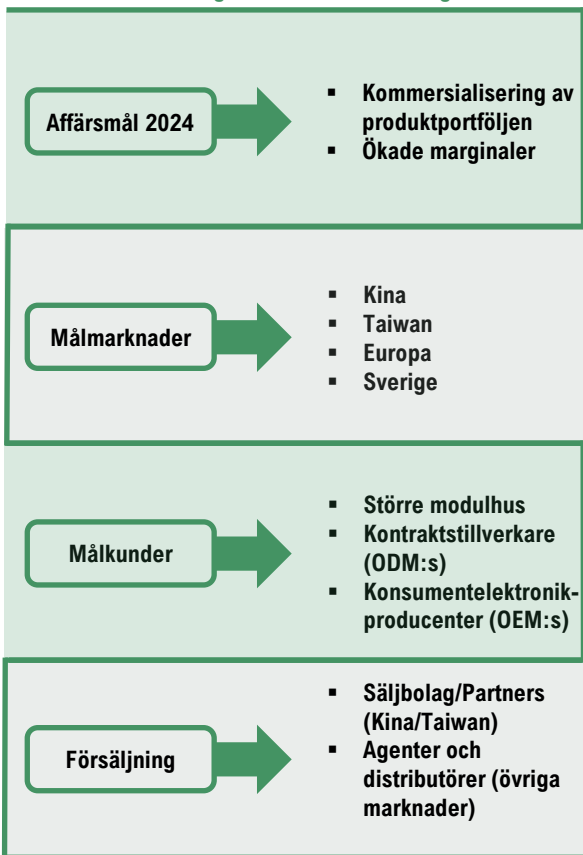 Affärsmål 2024
▪ Kommersialisering av
produktportföljen
▪ Ökade marginaler
Målmarknader
▪ Kina
▪ Taiwan
▪ Europa
▪ Sverige
Målkunder
▪ Större modulhus
▪ Kontraktstillverkare
(ODM:s)
▪ Konsumentelektronik-
producenter (OEM:s)
Försäljning
▪ Säljbolag/Partners
(Kina/Taiwan)
▪ Agenter och
distributörer (övriga
marknader)